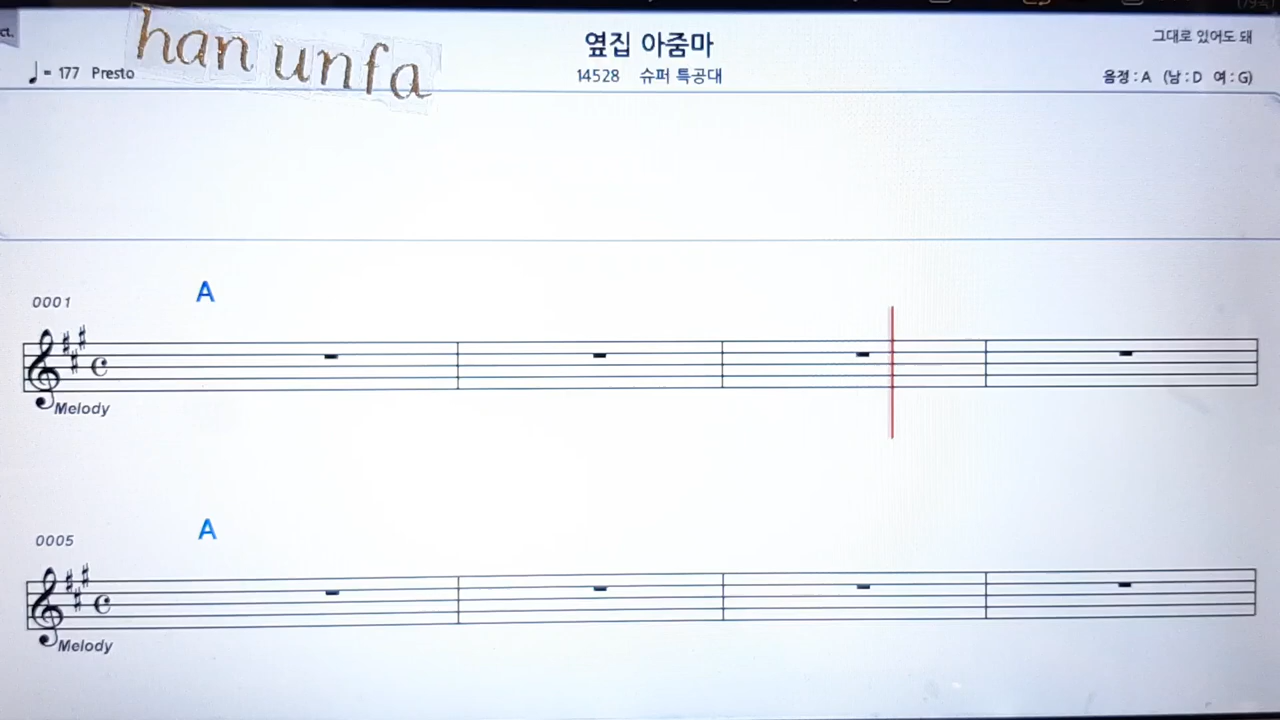 ct.
han unfa
옆집 아줌마
그대로 있어도 돼
♩= 177 Presto
14528 슈퍼 특공대
음정 : A (남 : D 여 : G)
0001
A
Melody
0005
A
Melody